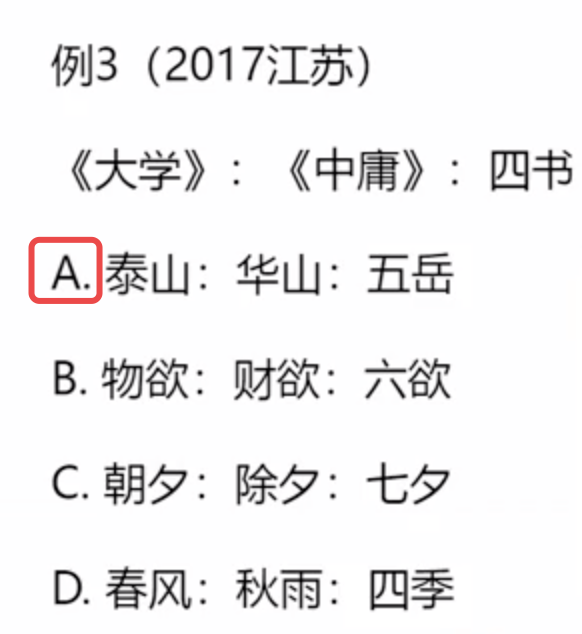 例3（2017江苏）
《大学》：《中庸》：四书
A. 泰山：华山：五岳
B. 物欲：财欲：六欲
C. 朝夕：除夕：七夕
D. 春风：秋雨：四季